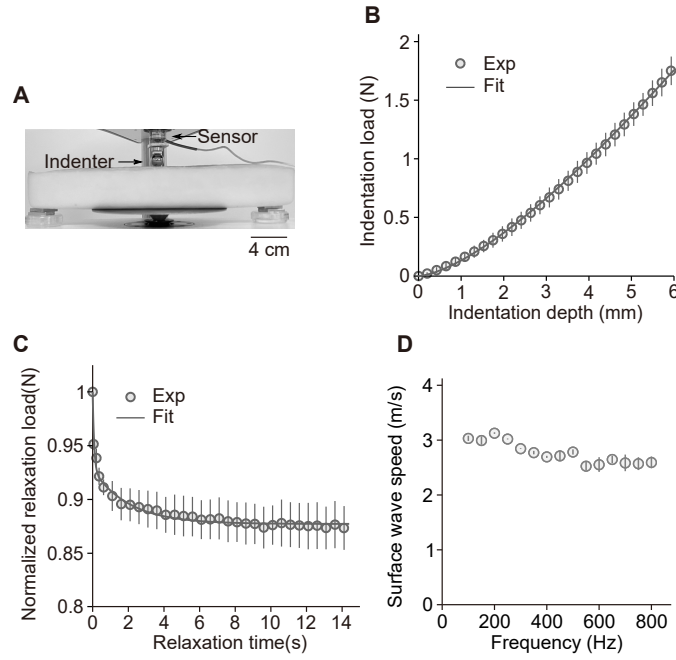 A
Sensor
Indenter
4 cm
B
Indentation load (N)
2
1.5
1
0.5
0
Exp
Fit
0 1 2 3 4 5 6
Indentation depth (mm)
C
Normalized relaxation load(N)
1
0.95
0.9
0.85
0.8
Exp
Fit
0 2 4 6 8 10 12 14
Relaxation time(s)
D
Surface wave speed (m/s)
4
3
2
1
0
0 200 400 600 800
Frequency (Hz)